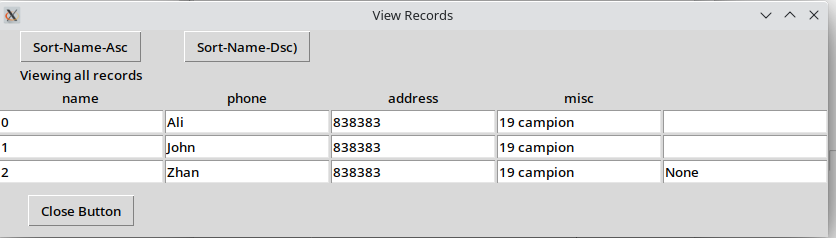 View Records
Sort-Name-Asc Sort-Name-Dsc)
Viewing all records
name phone address misc
0 Ali 838383 19 campion
1 John 838383 19 campion
2 Zhan 838383 19 campion None
Close Button